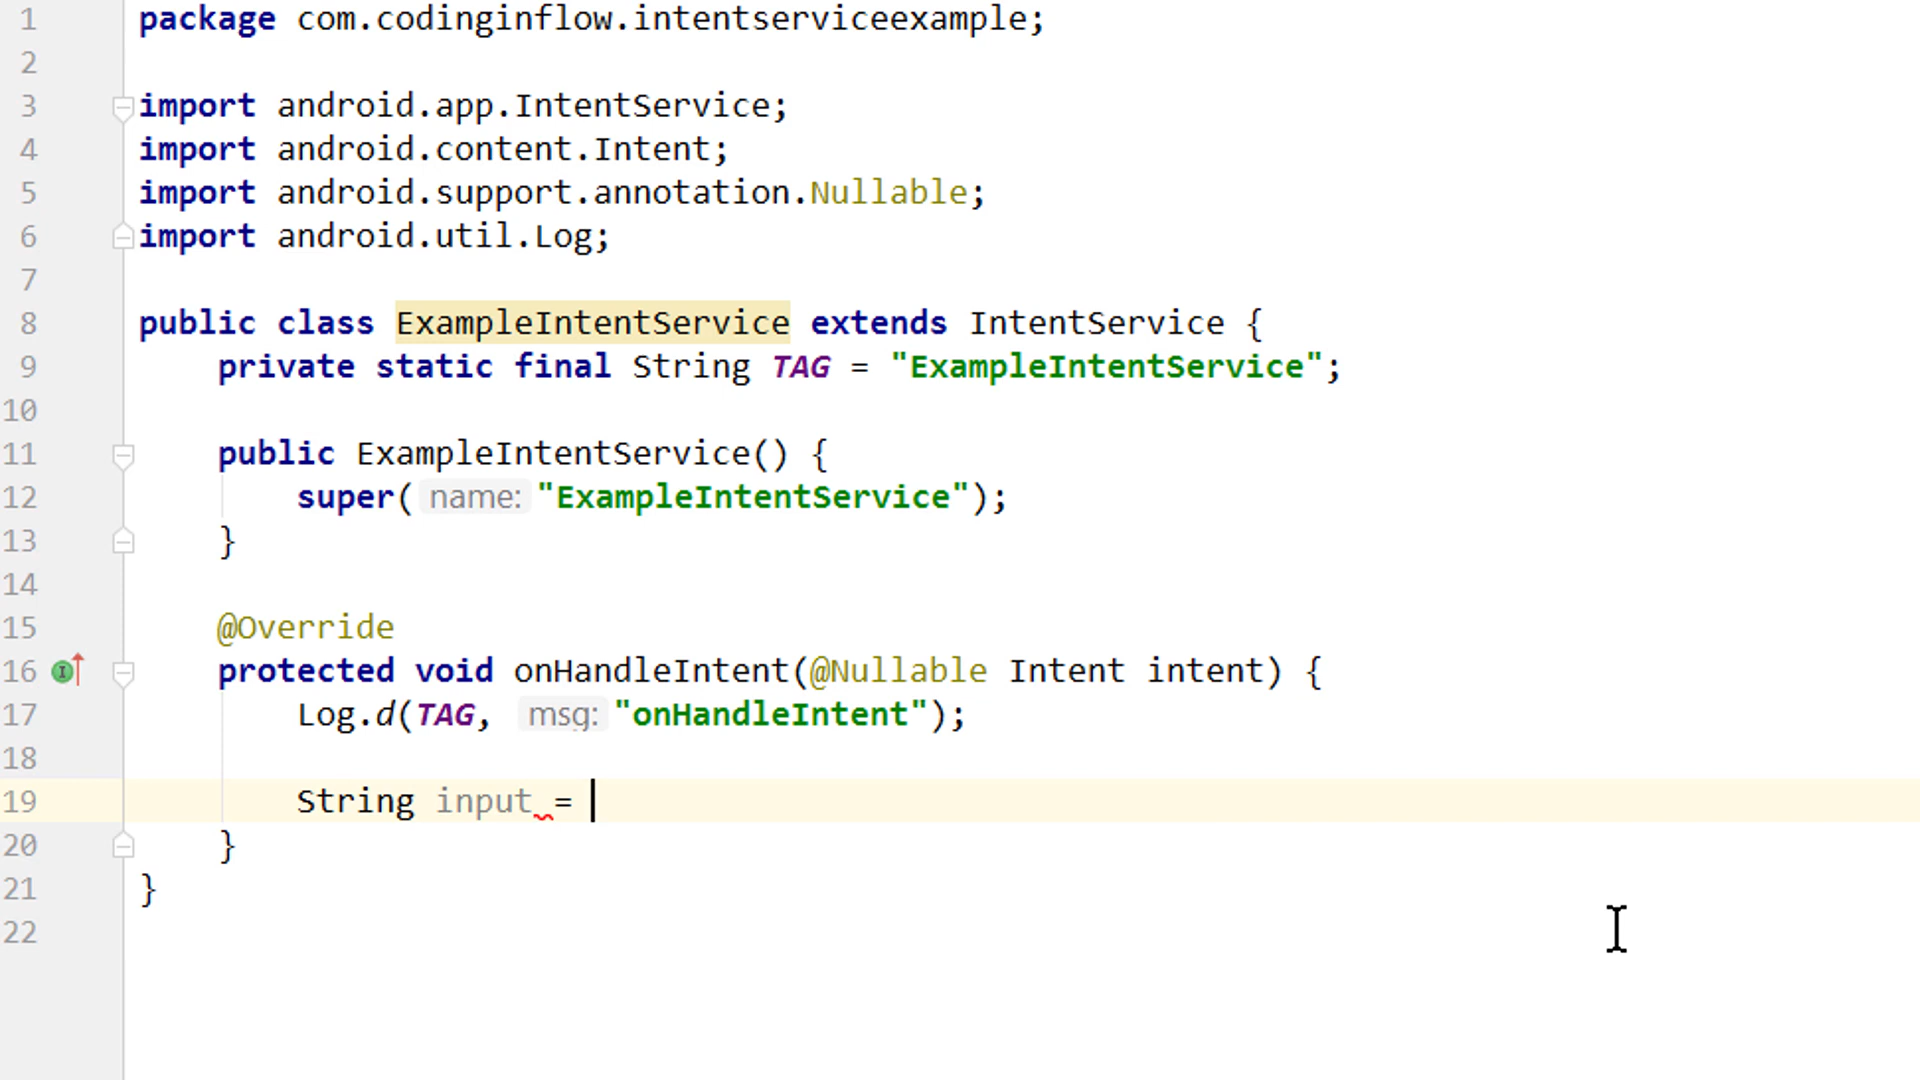 1 package com.codinginflow.intentserviceexample;
2
3 import android.app.IntentService;
4 import android.content.Intent;
5 import android.support.annotation.Nullable;
6 import android.util.Log;
7
8 public class ExampleIntentService extends IntentService {
9 private static final String TAG = "ExampleIntentService";
10
11 public ExampleIntentService() {
12 super( name: "ExampleIntentService");
13 }
14
15 @Override
16 protected void onHandleIntent(@Nullable Intent intent) {
17 Log.d(TAG, msg: "onHandleIntent");
18
19 String input =
20 }
21 }
22